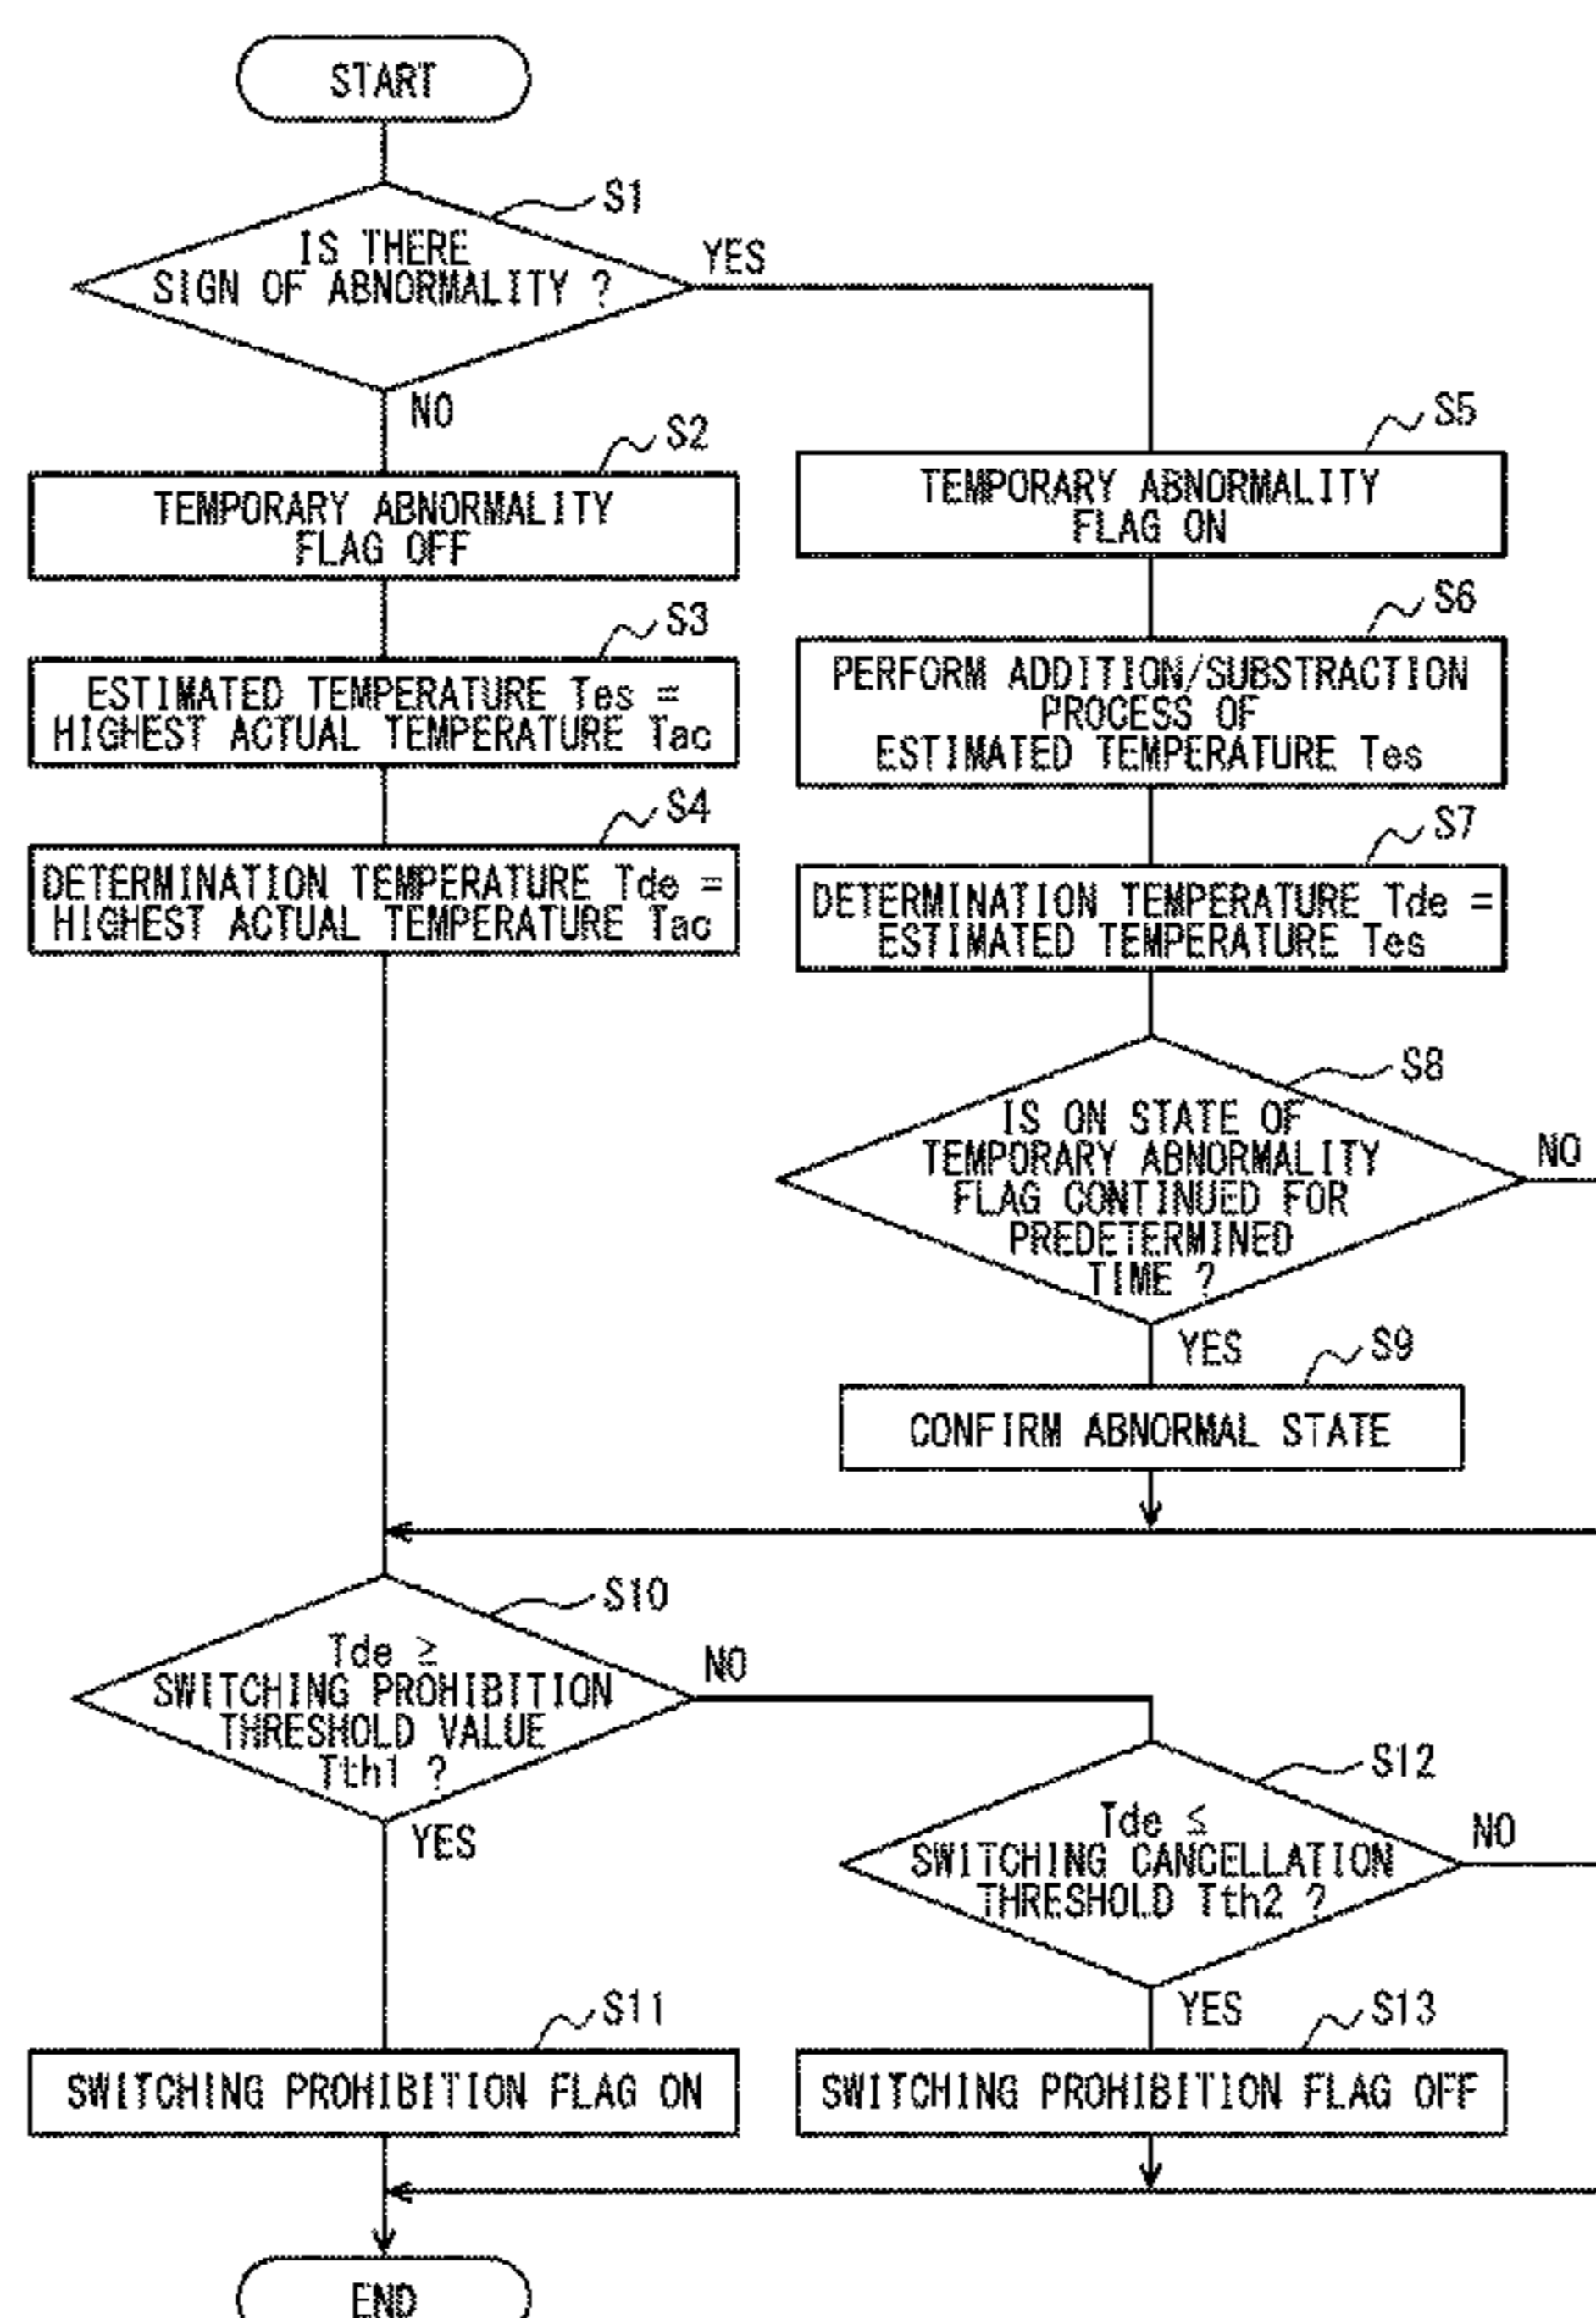 START
S1
IS THERE
SIGN OF ABNORMALITY ?
YES
NO
S2
TEMPORARY ABNORMALITY
FLAG OFF
S3
ESTIMATED TEMPERATURE Tes =
HIGHEST ACTUAL TEMPERATURE Tac
S4
DETERMINATION TEMPERATURE Tde =
HIGHEST ACTUAL TEMPERATURE Tac
S5
TEMPORARY ABNORMALITY
FLAG ON
S6
PERFORM ADDITION/SUBSTRACTION
PROCESS OF
ESTIMATED TEMPERATURE Tes
S7
DETERMINATION TEMPERATURE Tde =
ESTIMATED TEMPERATURE Tes
S8
IS ON STATE OF
TEMPORARY ABNORMALITY
FLAG CONTINUED FOR
PREDETERMINED
TIME ?
NO
YES
S9
CONFIRM ABNORMAL STATE
S10
Tde ≥
SWITCHING PROHIBITION
THRESHOLD VALUE
Tth1 ?
NO
YES
S12
Tde ≤
SWITCHING CANCELLATION
THRESHOLD Tth2 ?
NO
YES
S11
SWITCHING PROHIBITION FLAG ON
S13
SWITCHING PROHIBITION FLAG OFF
END